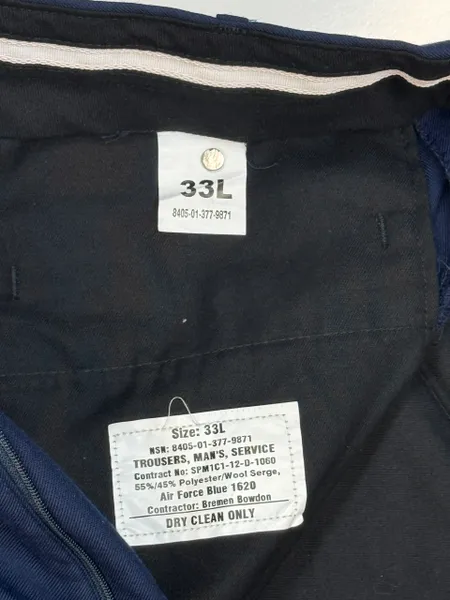 33L
8405-01-377-9871
Size: 33L
NSN: 8405-01-377-9871
TROUSERS, MAN'S, SERVICE
Contract No: SPM1C1-12-D-1060
55%/45% Polyester/Wool Serge,
Air Force Blue 1620
Contractor: Bremen Bowdon
DRY CLEAN ONLY